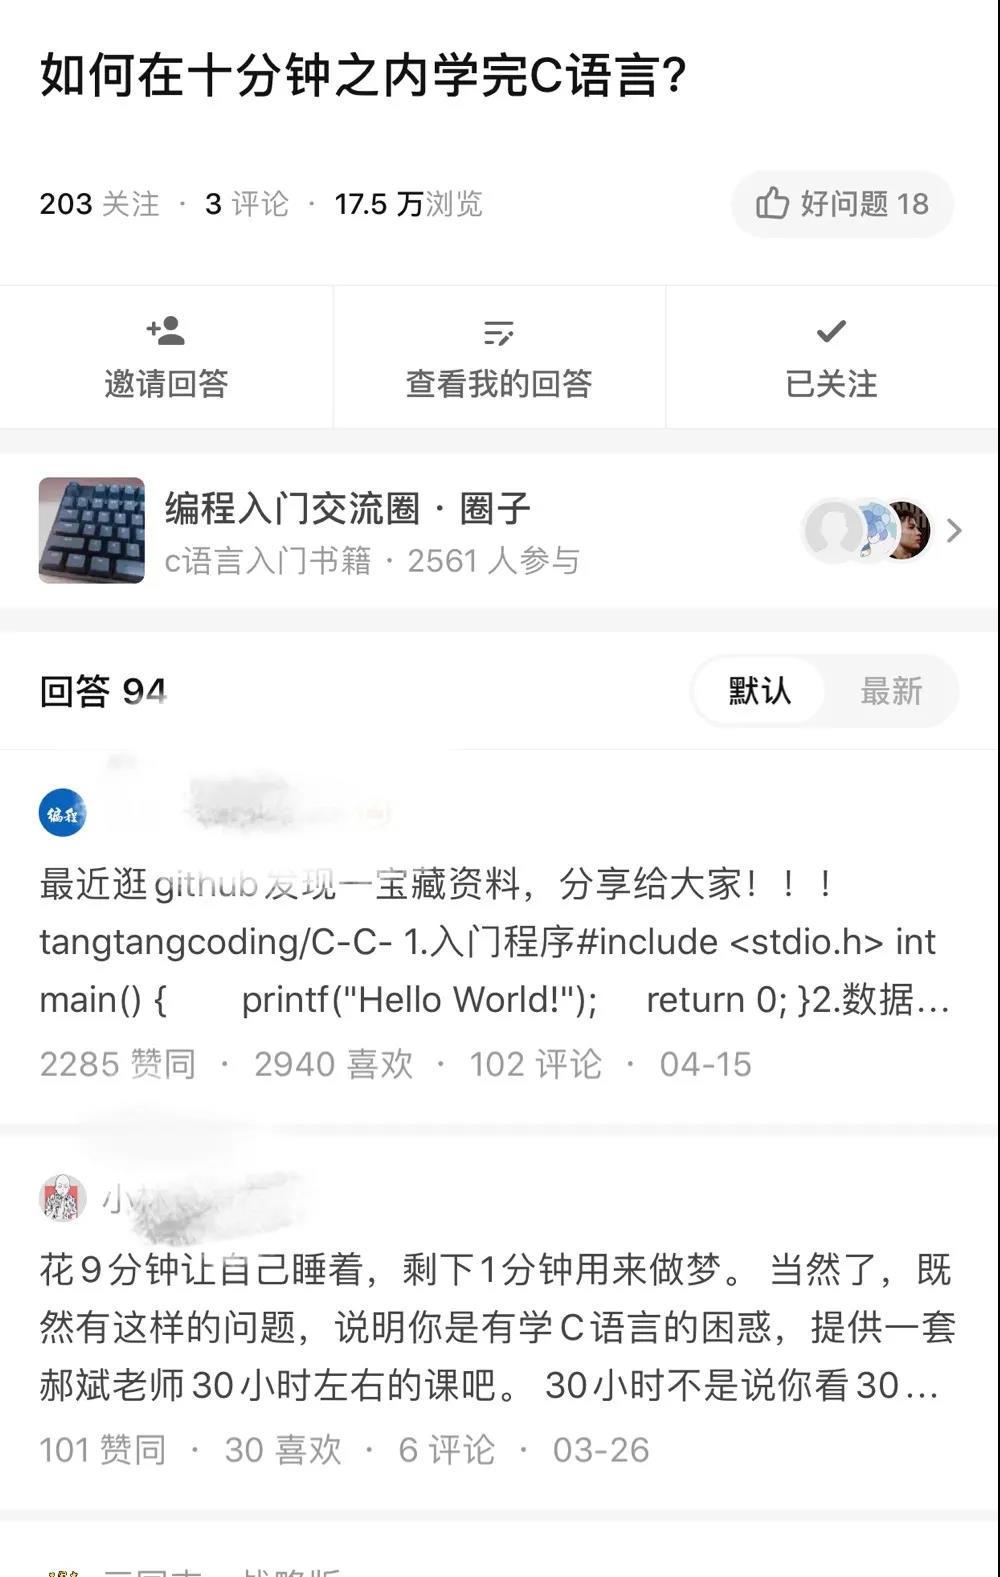 如何在十分钟之内学完C语言?
203 关注 · 3 评论 · 17.5 万浏览
好问题 18
邀请回答
查看我的回答
已关注
编程入门交流圈 · 圈子
c语言入门书籍 · 2561 人参与
回答 94
默认
最新
编程
最近逛github发现一宝藏资料，分享给大家！！！
tangtangcoding/C-C- 1.入门程序#include <stdio.h> int
main() { printf("Hello World!"); return 0; }2.数据...
2285 赞同 · 2940 喜欢 · 102 评论 · 04-15
小
花9分钟让自己睡着，剩下1分钟用来做梦。 当然了，既
然有这样的问题，说明你是有学C语言的困惑，提供一套
郝斌老师30小时左右的课吧。 30小时不是说你看30...
101 赞同 · 30 喜欢 · 6 评论 · 03-26